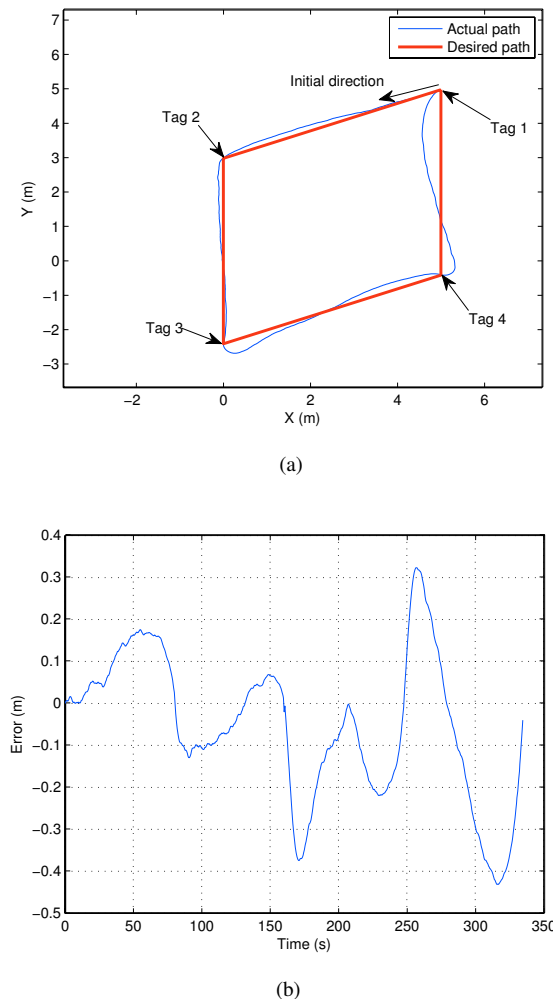 7
6
5
4
3
2
1
0
−1
−2
−3
Y (m)
Actual path
Desired path
Initial direction
Tag 1
Tag 2
Tag 3
Tag 4
−2 0 2 4 6
X (m)
(a)
0.4
0.3
0.2
0.1
0
−0.1
−0.2
−0.3
−0.4
−0.5
Error (m)
0 50 100 150 200 250 300 350
Time (s)
(b)